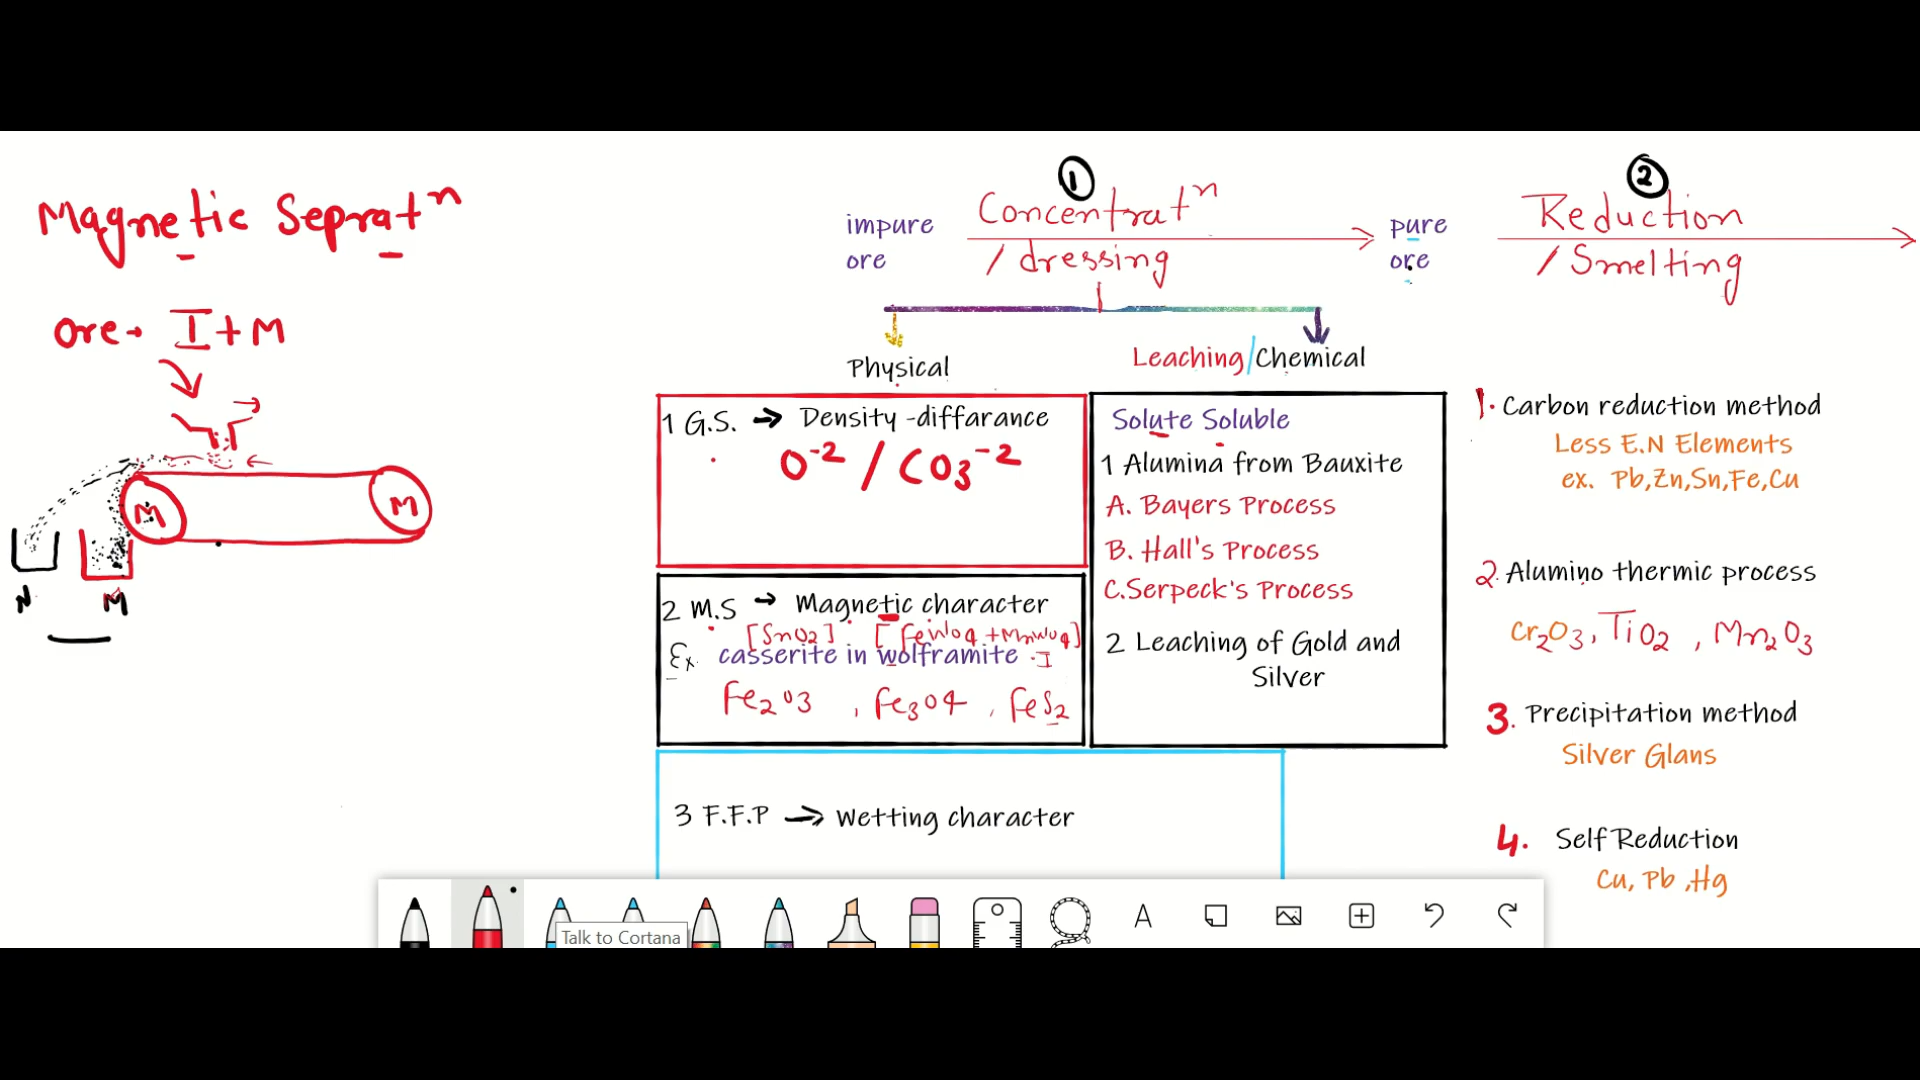 Magnetic Sepratⁿ
Ore → I + M
M
M
N
M
①
impure
ore
Concentratⁿ
/ dressing
pure
ore
②
Reduction
/ Smelting
Physical
Leaching/Chemical
1 G.S. → Density -diffarance
O⁻² / CO₃⁻²
2 M.S → Magnetic character
[SnO₂] [FeWO₄ + MnWO₄]
Ex. casserite in wolframite . I
Fe₂O₃ , Fe₃O₄ , FeS₂
3 F.F.P → Wetting character
Solute Soluble
1 Alumina from Bauxite
A. Bayers Process
B. Hall's Process
C.Serpeck's Process
2 Leaching of Gold and
Silver
1. Carbon reduction method
Less E.N Elements
ex. Pb,Zn,Sn,Fe,Cu
2. Alumino thermic process
Cr₂O₃, TiO₂ , Mn₂O₃
3. Precipitation method
Silver Glans
4. Self Reduction
Cu, Pb ,Hg
Talk to Cortana
A